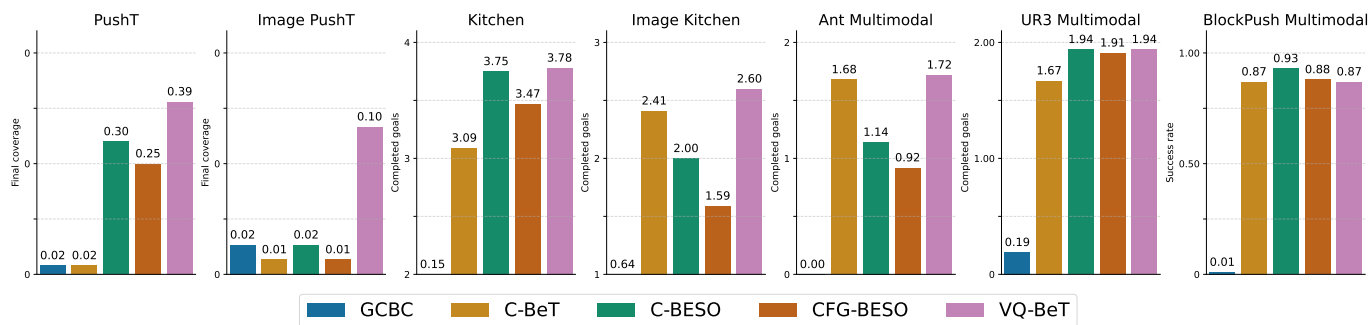 PushT
Final coverage
0
0
0
0.02
0.02
0.30
0.25
0.39
Image PushT
Final coverage
0
0
0
0.02
0.01
0.02
0.01
0.10
Kitchen
Completed goals
4
3
2
0.15
3.09
3.75
3.47
3.78
Image Kitchen
Completed goals
3
2
1
0.64
2.41
2.00
1.59
2.60
Ant Multimodal
Completed goals
2
1
0
0.00
1.68
1.14
0.92
1.72
UR3 Multimodal
Completed goals
2.00
1.00
0
0.19
1.67
1.94
1.91
1.94
BlockPush Multimodal
Success rate
1.00
0.50
0
0.01
0.87
0.93
0.88
0.87
GCBC
C-BeT
C-BESO
CFG-BESO
VQ-BeT